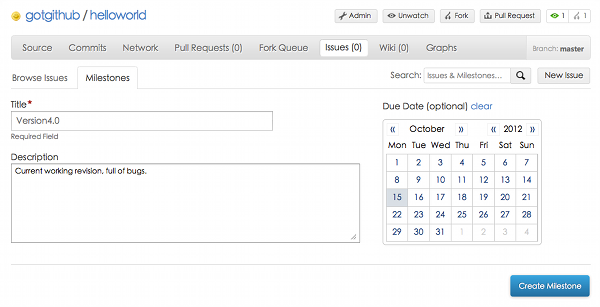 gotgithub / helloworld
Admin Unwatch Fork Pull Request 1 1
Source Commits Network Pull Requests (0) Fork Queue Issues (0) Wiki (0) Graphs Branch: master
Browse Issues Milestones Search: Issues & Milestones... New Issue
Title*
Version4.0
Required Field
Description
Current working revision, full of bugs.
Due Date (optional) clear
« October » « 2012 »
Mon Tue Wed Thu Fri Sat Sun
1 2 3 4 5 6 7
8 9 10 11 12 13 14
15 16 17 18 19 20 21
22 23 24 25 26 27 28
29 30 31 1 2 3 4
Create Milestone